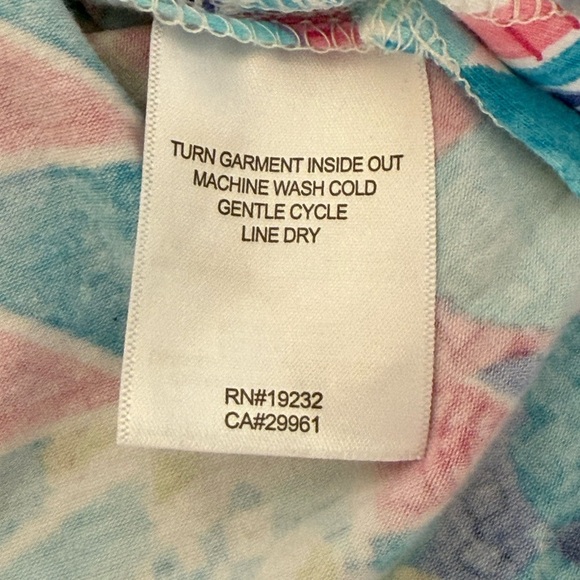 TURN GARMENT INSIDE OUT
MACHINE WASH COLD
GENTLE CYCLE
LINE DRY
RN#19232
CA#29961